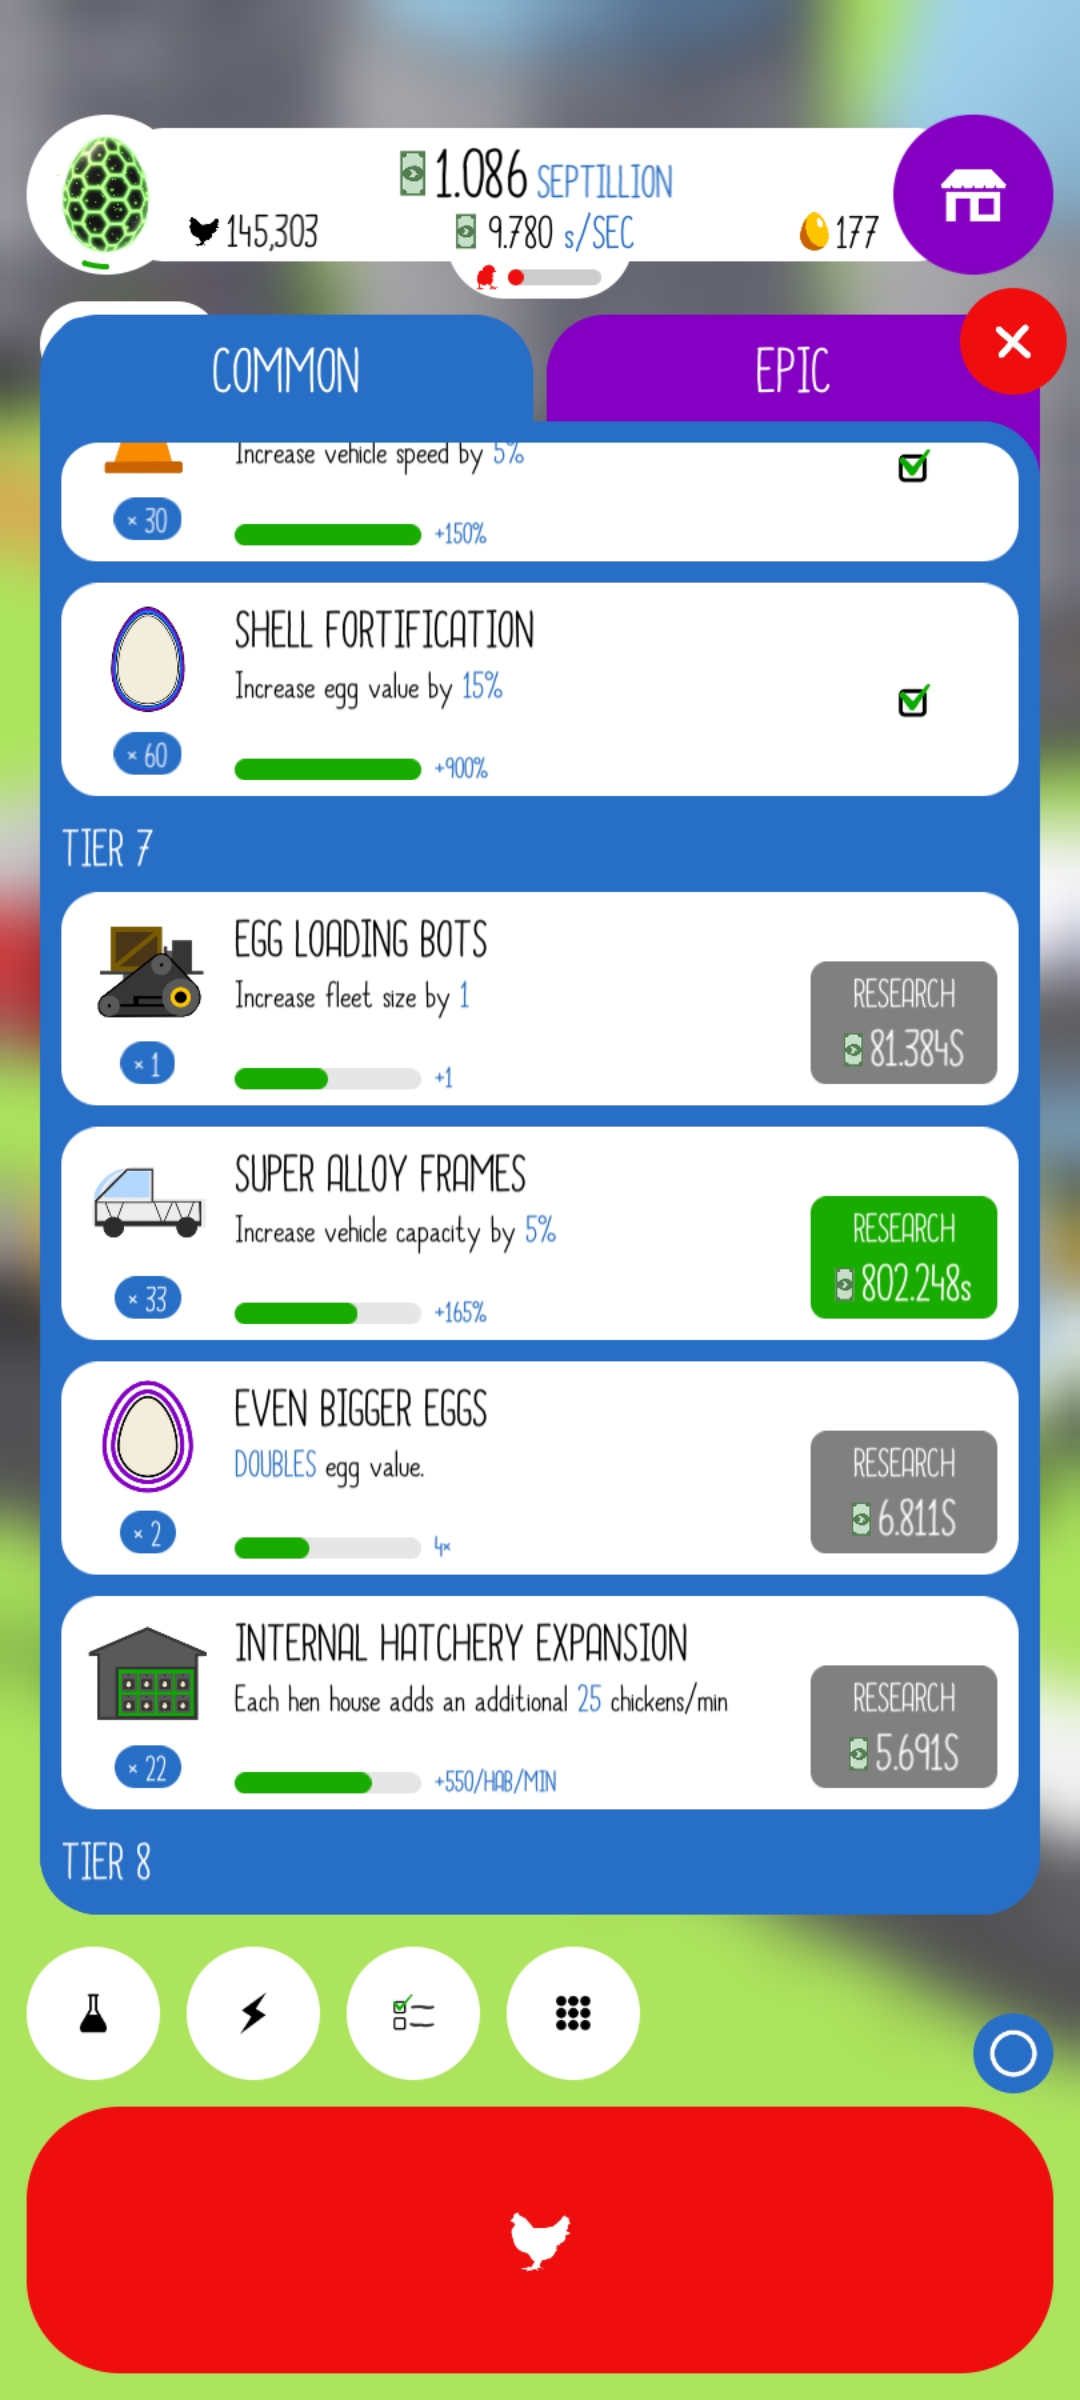 1.086 SEPTILLION
145,303
9.780 s/SEC
177
COMMON
EPIC
Increase vehicle speed by 5%
× 30
+150%
SHELL FORTIFICATION
Increase egg value by 15%
× 60
+900%
TIER 7
EGG LOADING BOTS
Increase fleet size by 1
RESEARCH
81.384S
× 1
+1
SUPER ALLOY FRAMES
Increase vehicle capacity by 5%
RESEARCH
802.248s
× 33
+165%
EVEN BIGGER EGGS
DOUBLES egg value.
RESEARCH
6.811S
× 2
4×
INTERNAL HATCHERY EXPANSION
Each hen house adds an additional 25 chickens/min
RESEARCH
5.691S
× 22
+550/HAB/MIN
TIER 8